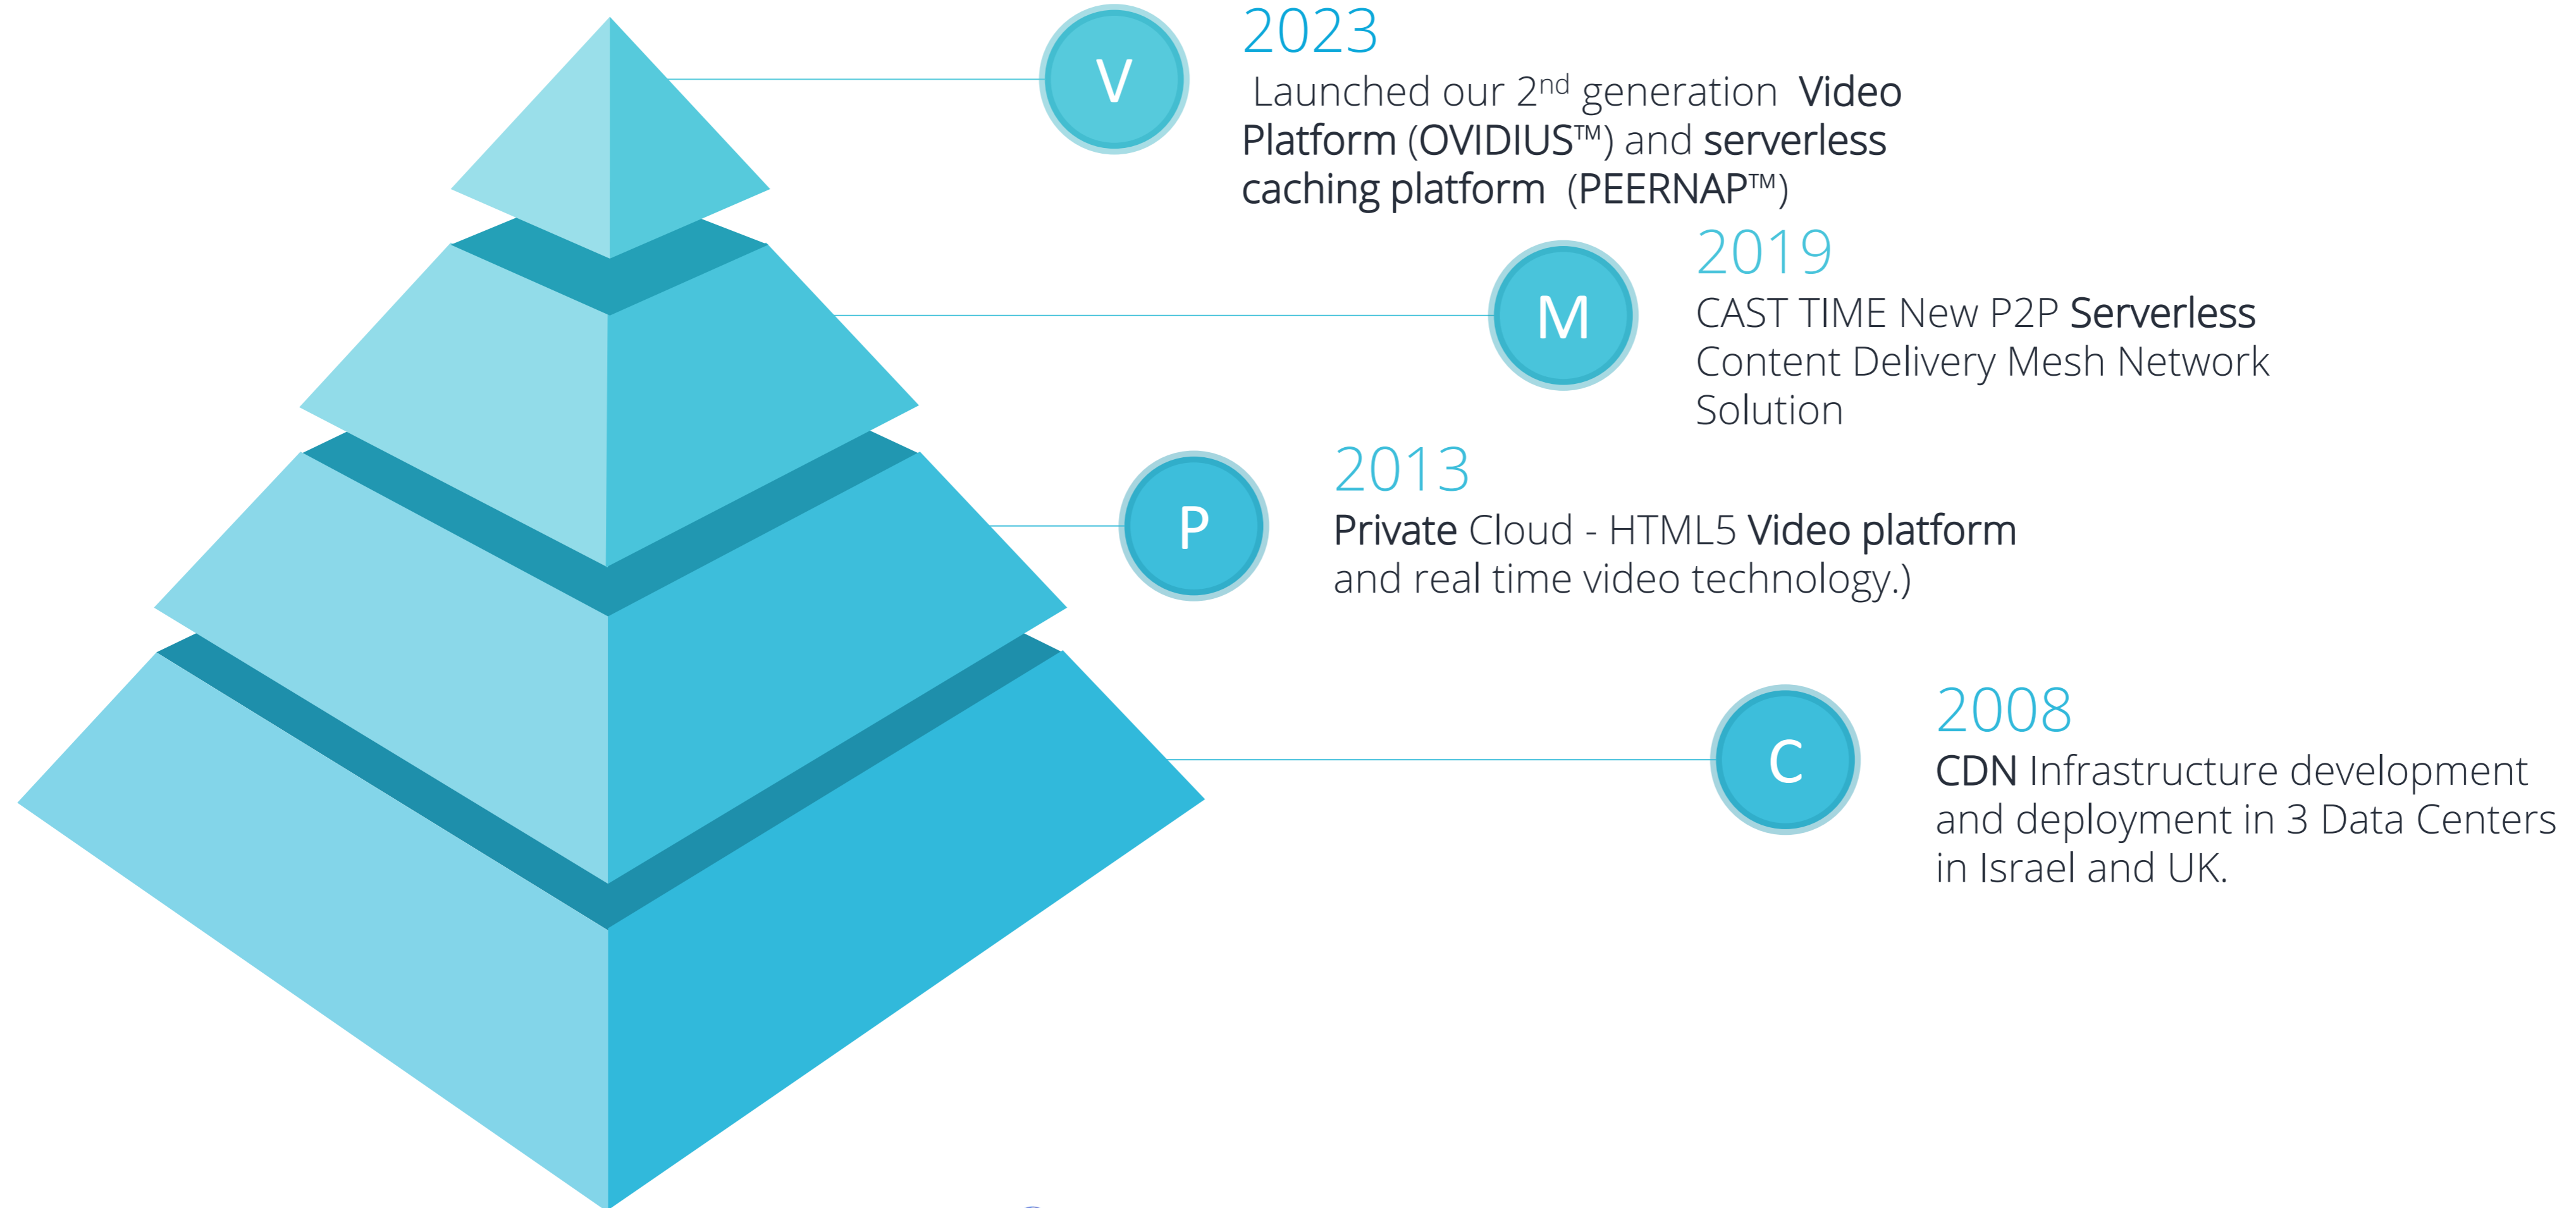 V
2023
Launched our 2nd generation Video
Platform (OVIDIUS™) and serverless
caching platform (PEERNAP™)
M
2019
CAST TIME New P2P Serverless
Content Delivery Mesh Network
Solution
P
2013
Private Cloud - HTML5 Video platform
and real time video technology.)
C
2008
CDN Infrastructure development
and deployment in 3 Data Centers
in Israel and UK.